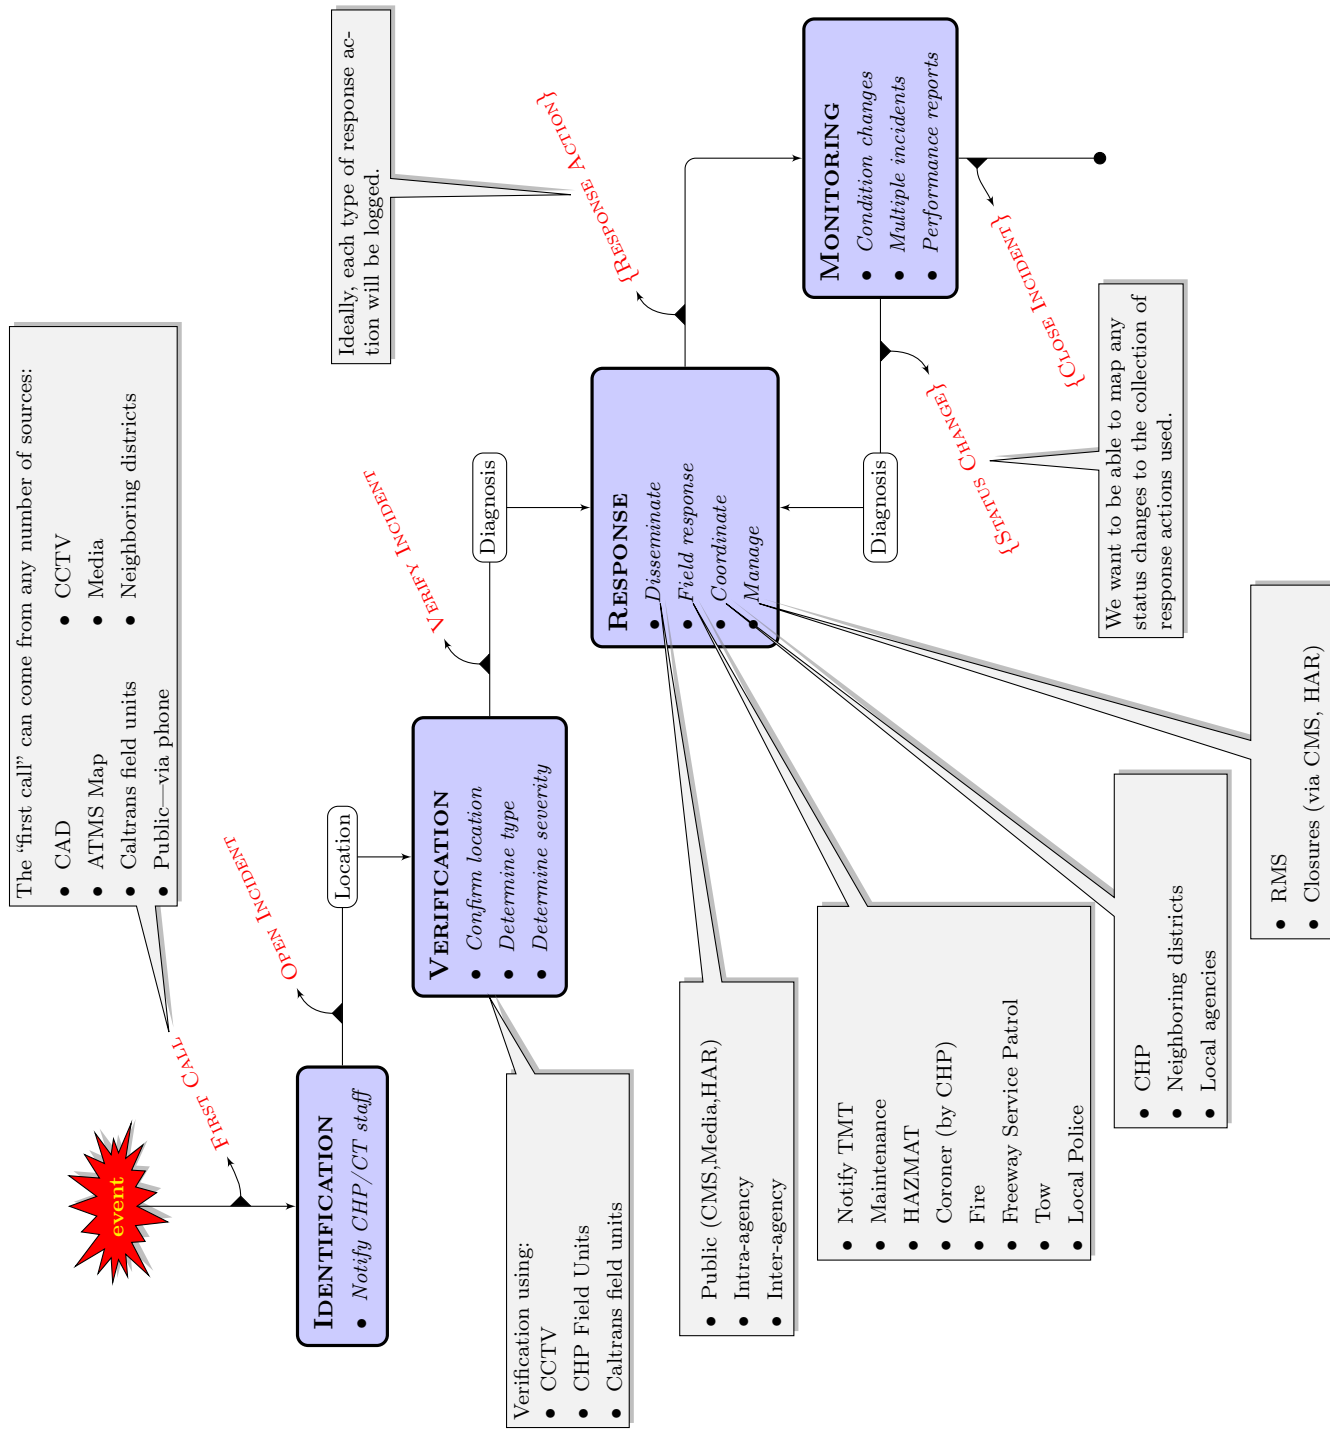 The “first call” can come from any number of sources:
• CAD
• ATMS Map
• Caltrans field units
• Public—via phone
• CCTV
• Media
• Neighboring districts
event
First Call
Identification
• Notify CHP/CT staff
Open Incident
Location
Verification
• Confirm location
• Determine type
• Determine severity
Verification using:
• CCTV
• CHP Field Units
• Caltrans field units
Verify Incident
Diagnosis
Response
• Disseminate
• Field response
• Coordinate
• Manage
• Public (CMS,Media,HAR)
• Intra-agency
• Inter-agency
• Notify TMT
• Maintenance
• HAZMAT
• Coroner (by CHP)
• Fire
• Freeway Service Patrol
• Tow
• Local Police
• CHP
• Neighboring districts
• Local agencies
• RMS
• Closures (via CMS, HAR)
{Response Action}
Ideally, each type of response ac-
tion will be logged.
Monitoring
• Condition changes
• Multiple incidents
• Performance reports
{Status Change}
Diagnosis
We want to be able to map any
status changes to the collection of
response actions used.
{Close Incident}